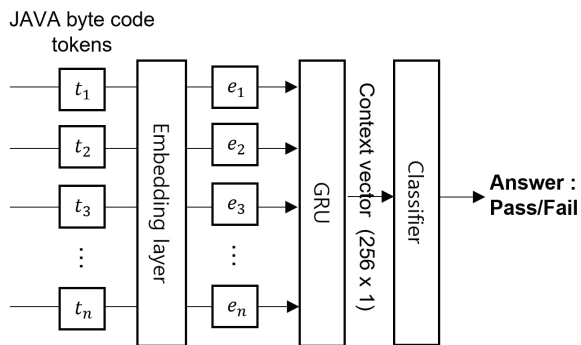 JAVA byte code
tokens
t₁
t₂
t₃
⋮
tₙ
Embedding layer
e₁
e₂
e₃
⋮
eₙ
GRU
Context vector (256 x 1)
Classifier
Answer :
Pass/Fail